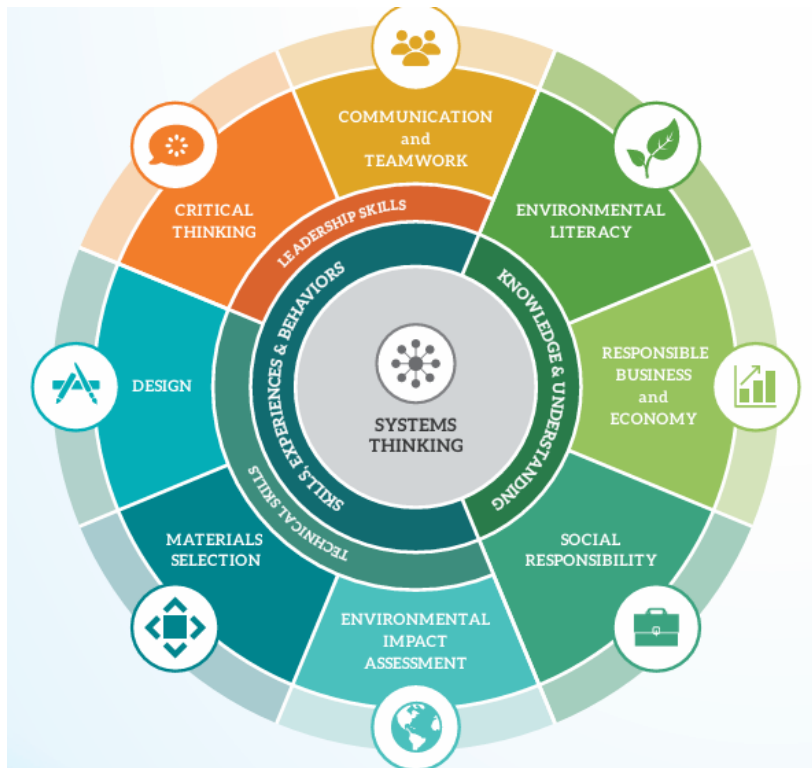 COMMUNICATION
and
TEAMWORK
ENVIRONMENTAL
LITERACY
RESPONSIBLE
BUSINESS
and
ECONOMY
SOCIAL
RESPONSIBILITY
ENVIRONMENTAL
IMPACT
ASSESSMENT
MATERIALS
SELECTION
DESIGN
CRITICAL
THINKING
LEADERSHIP SKILLS
TECHNICAL SKILLS
SKILLS, EXPERIENCES & BEHAVIORS
KNOWLEDGE & UNDERSTANDING
SYSTEMS
THINKING